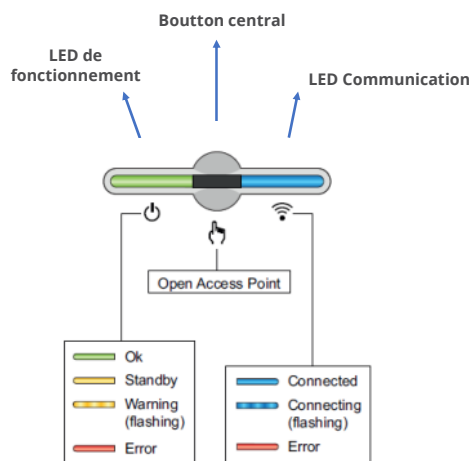 Boutton central
LED de
fonctionnement
LED Communication
Open Access Point
Ok
Standby
Warning
(flashing)
Error
Connected
Connecting
(flashing)
Error